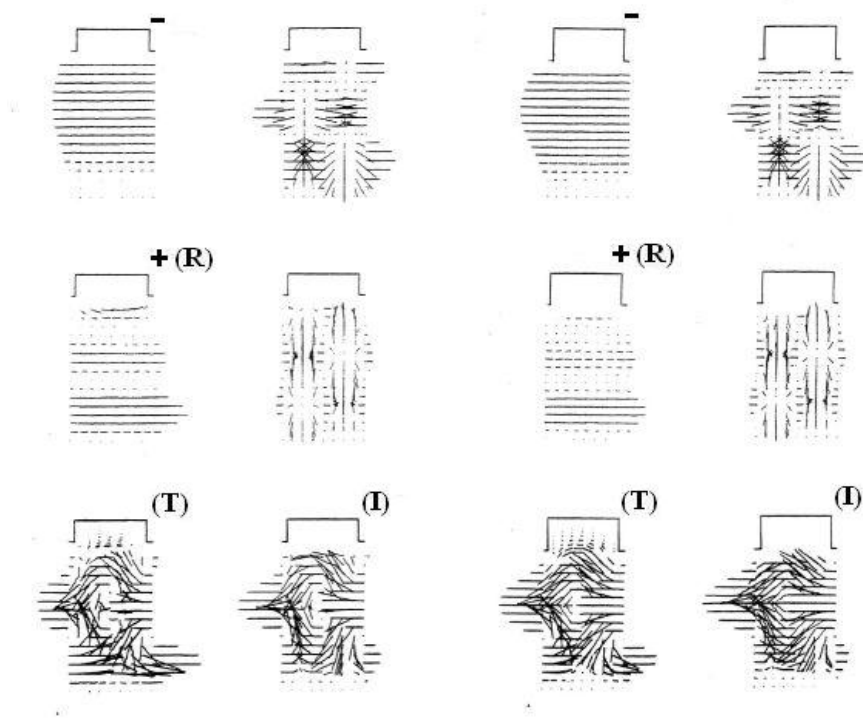 - -
+ (R) + (R)
(T) (I) (T) (I)